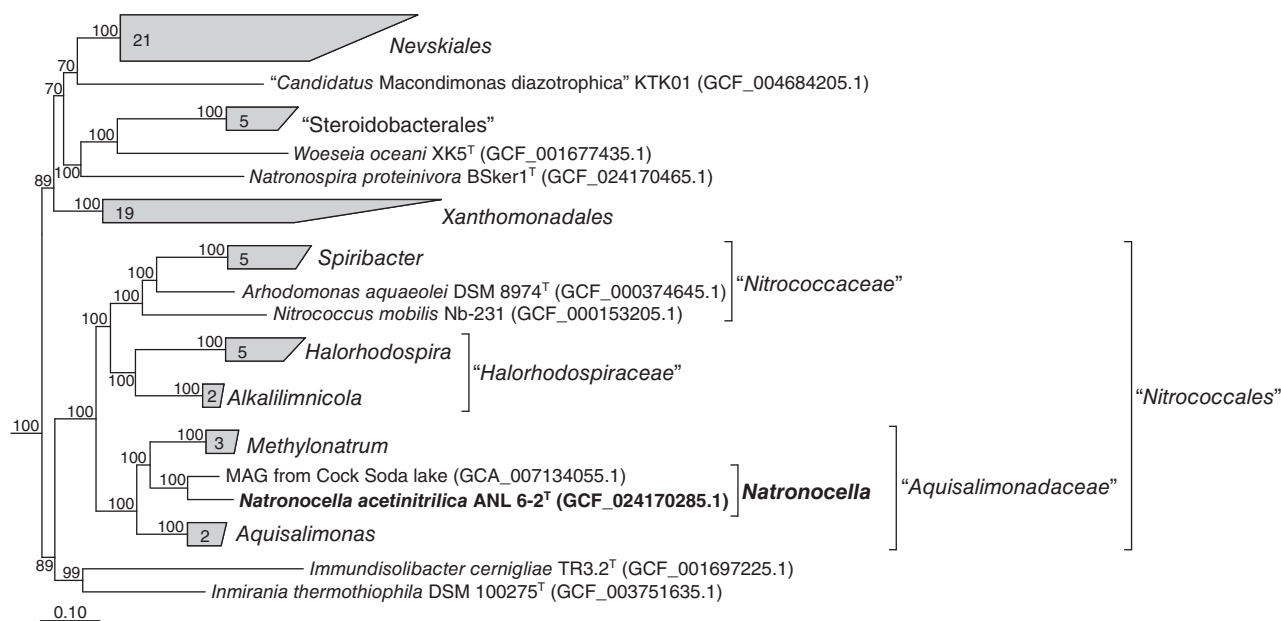 100 21 Nevskiales
70
70 "Candidatus Macondimonas diazotrophica" KTK01 (GCF_004684205.1)
100 5 "Steroidobacterales"
100
Woeseia oceani XK5ᵀ (GCF_001677435.1)
100 Natronospira proteinivora BSker1ᵀ (GCF_024170465.1)
89
100 19 Xanthomonadales
100 5 Spiribacter
100
Arhodomonas aquaeolei DSM 8974ᵀ (GCF_000374645.1) "Nitrococcaceae"
100
Nitrococcus mobilis Nb-231 (GCF_000153205.1)
100
100 5 Halorhodospira
"Halorhodospiraceae"
100
100 2 Alkalilimnicola "Nitrococcales"
100
100
100 3 Methylonatrum
100
MAG from Cock Soda lake (GCA_007134055.1)
100 Natronocella "Aquisalimonadaceae"
Natronocella acetinitrilica ANL 6-2ᵀ (GCF_024170285.1)
100
100 2 Aquisalimonas
89
99 Immundisolibacter cernigliae TR3.2ᵀ (GCF_001697225.1)
Inmirania thermothiophila DSM 100275ᵀ (GCF_003751635.1)
0.10